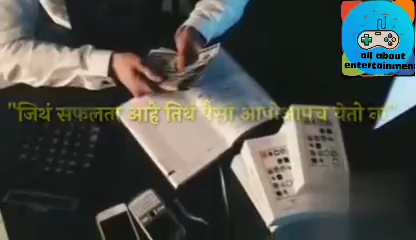 all about
entertainment
"जिथं सफलता आहे तिथं पैसा आपोआपच येतो ना"